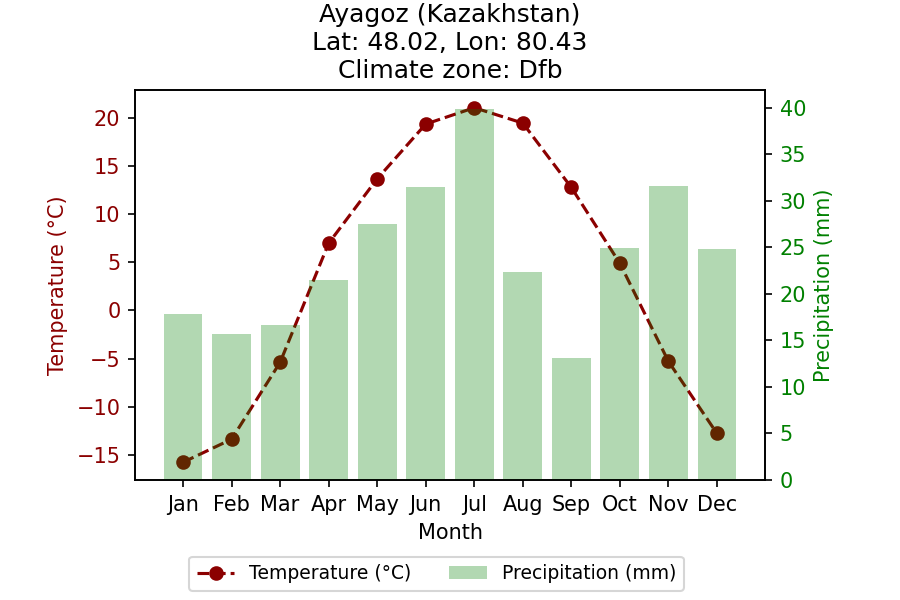 Ayagoz (Kazakhstan)
Lat: 48.02, Lon: 80.43
Climate zone: Dfb
Temperature (°C)
20
15
10
5
0
−5
−10
−15
40
35
30
25
20
15
10
5
0
Precipitation (mm)
Jan Feb Mar Apr May Jun Jul Aug Sep Oct Nov Dec
Month
Temperature (°C) Precipitation (mm)